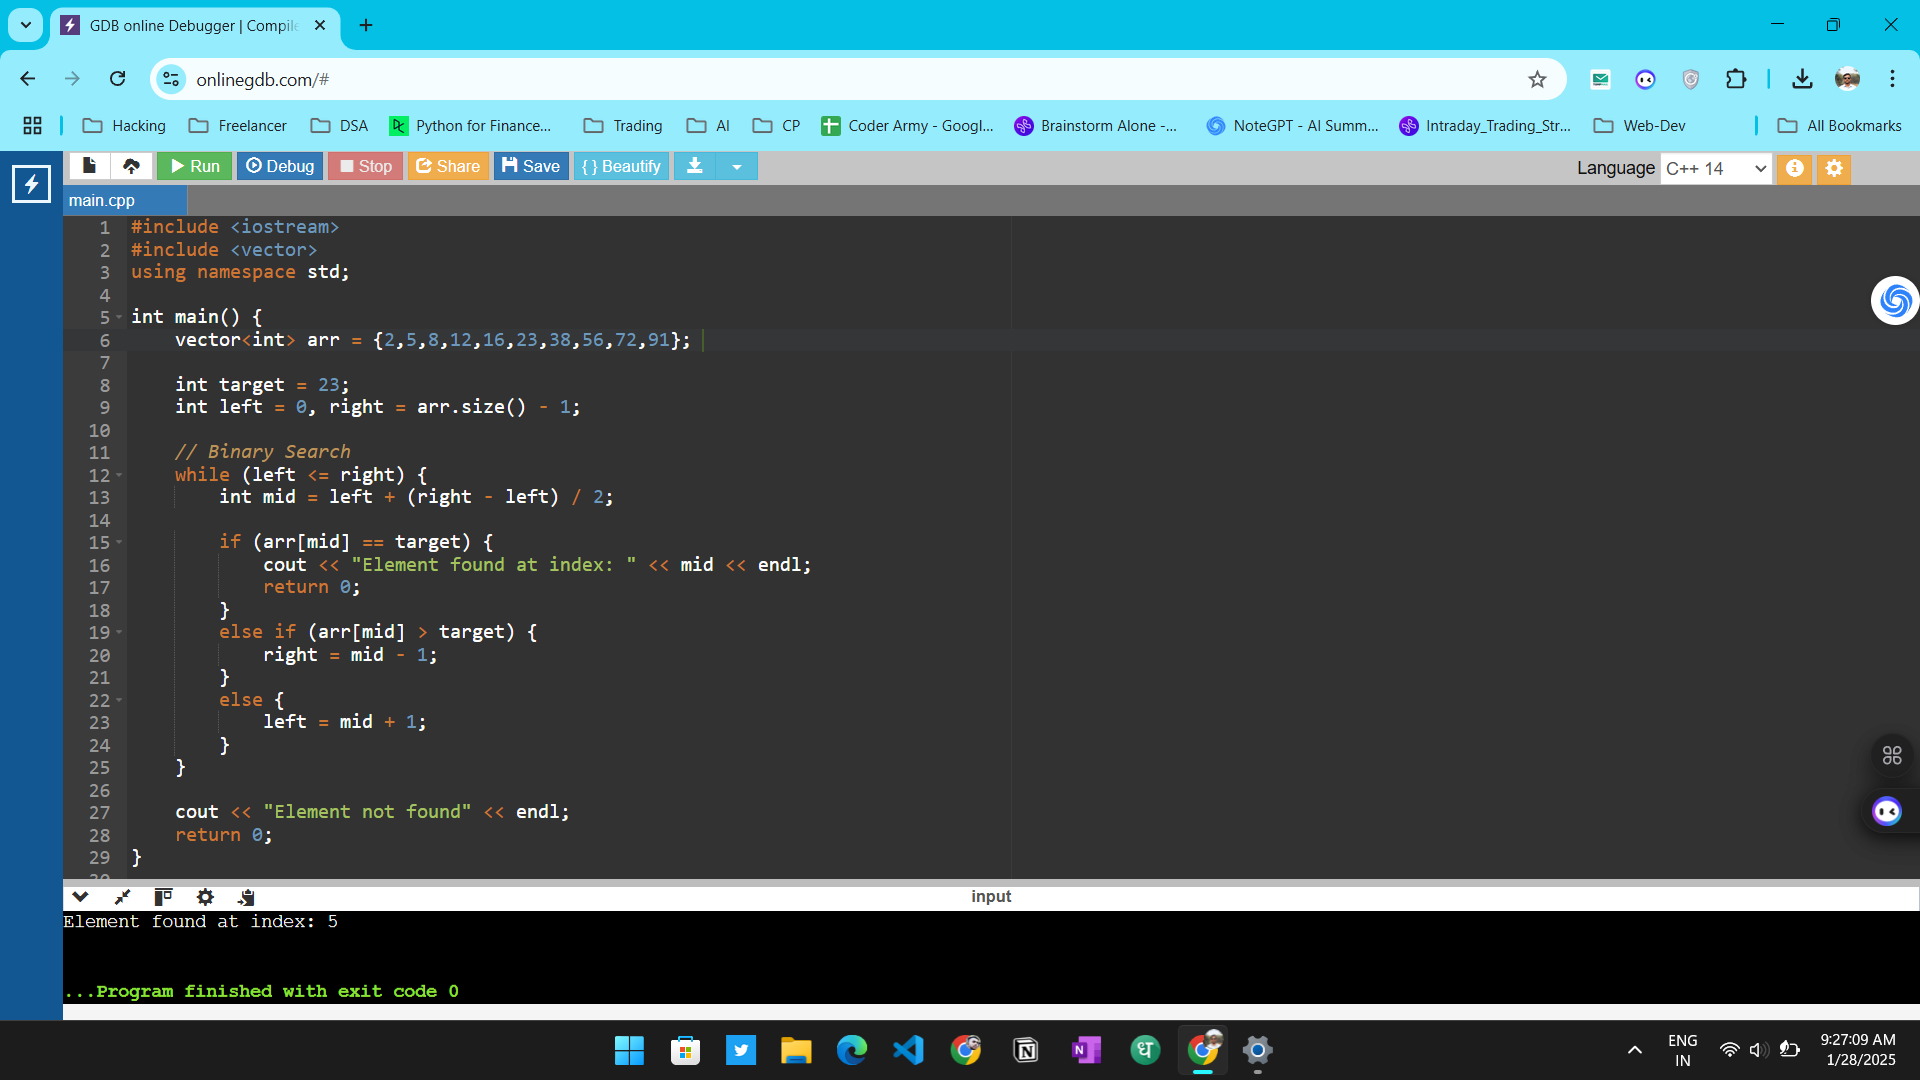 GDB online Debugger | Compile
onlinegdb.com/#
Hacking Freelancer DSA Python for Finance... Trading AI CP Coder Army - Googl... Brainstorm Alone -... NoteGPT - AI Summ... Intraday_Trading_Str... Web-Dev All Bookmarks
Run Debug Stop Share Save { } Beautify Language C++ 14
main.cpp
1 #include <iostream>
2 #include <vector>
3 using namespace std;
4
5 int main() {
6 vector<int> arr = {2,5,8,12,16,23,38,56,72,91};
7
8 int target = 23;
9 int left = 0, right = arr.size() - 1;
10
11 // Binary Search
12 while (left <= right) {
13 int mid = left + (right - left) / 2;
14
15 if (arr[mid] == target) {
16 cout << "Element found at index: " << mid << endl;
17 return 0;
18 }
19 else if (arr[mid] > target) {
20 right = mid - 1;
21 }
22 else {
23 left = mid + 1;
24 }
25 }
26
27 cout << "Element not found" << endl;
28 return 0;
29 }
30
input
Element found at index: 5
...Program finished with exit code 0
ENG
IN
9:27:09 AM
1/28/2025